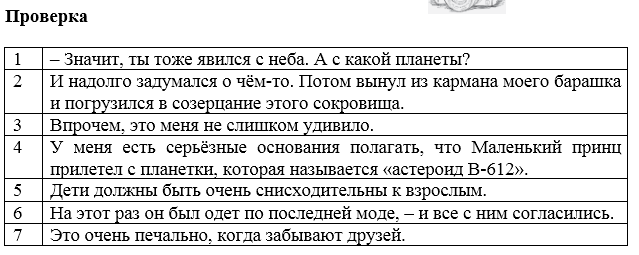 Проверка
1 – Значит, ты тоже явился с неба. А с какой планеты?
2 И надолго задумался о чём-то. Потом вынул из кармана моего барашка
и погрузился в созерцание этого сокровища.
3 Впрочем, это меня не слишком удивило.
4 У меня есть серьёзные основания полагать, что Маленький принц
прилетел с планетки, которая называется «астероид В-612».
5 Дети должны быть очень снисходительны к взрослым.
6 На этот раз он был одет по последней моде, – и все с ним согласились.
7 Это очень печально, когда забывают друзей.